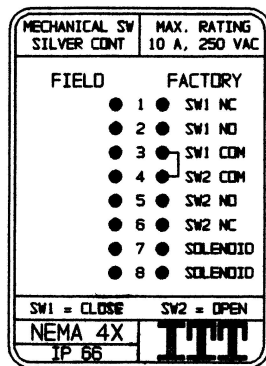 MECHANICAL SW
SILVER CONT
MAX. RATING
10 A, 250 VAC
FIELD FACTORY
1 SW1 NC
2 SW1 NO
3 SW1 COM
4 SW2 COM
5 SW2 NO
6 SW2 NC
7 SOLENOID
8 SOLENOID
SW1 = CLOSE SW2 = OPEN
NEMA 4X
IP 66
ITT